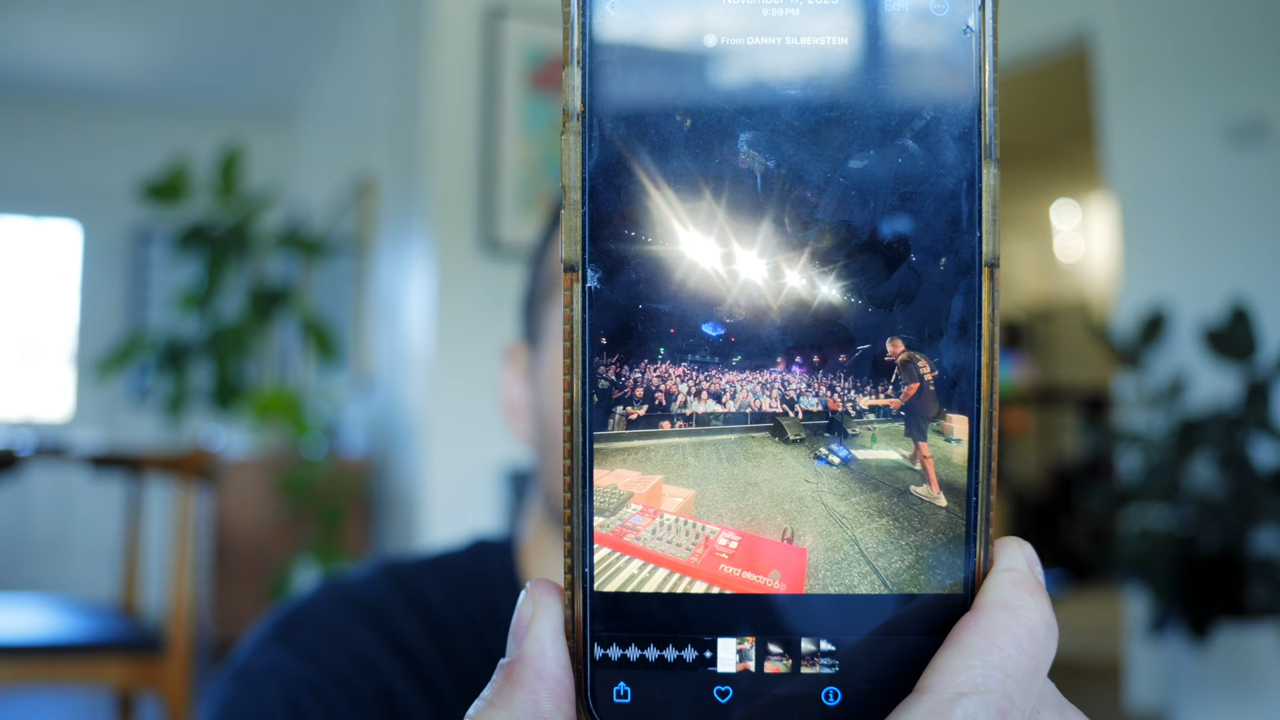 November 17, 2023
Edit
9:59 PM
From DANNY SILBERSTEIN
nord electro 6